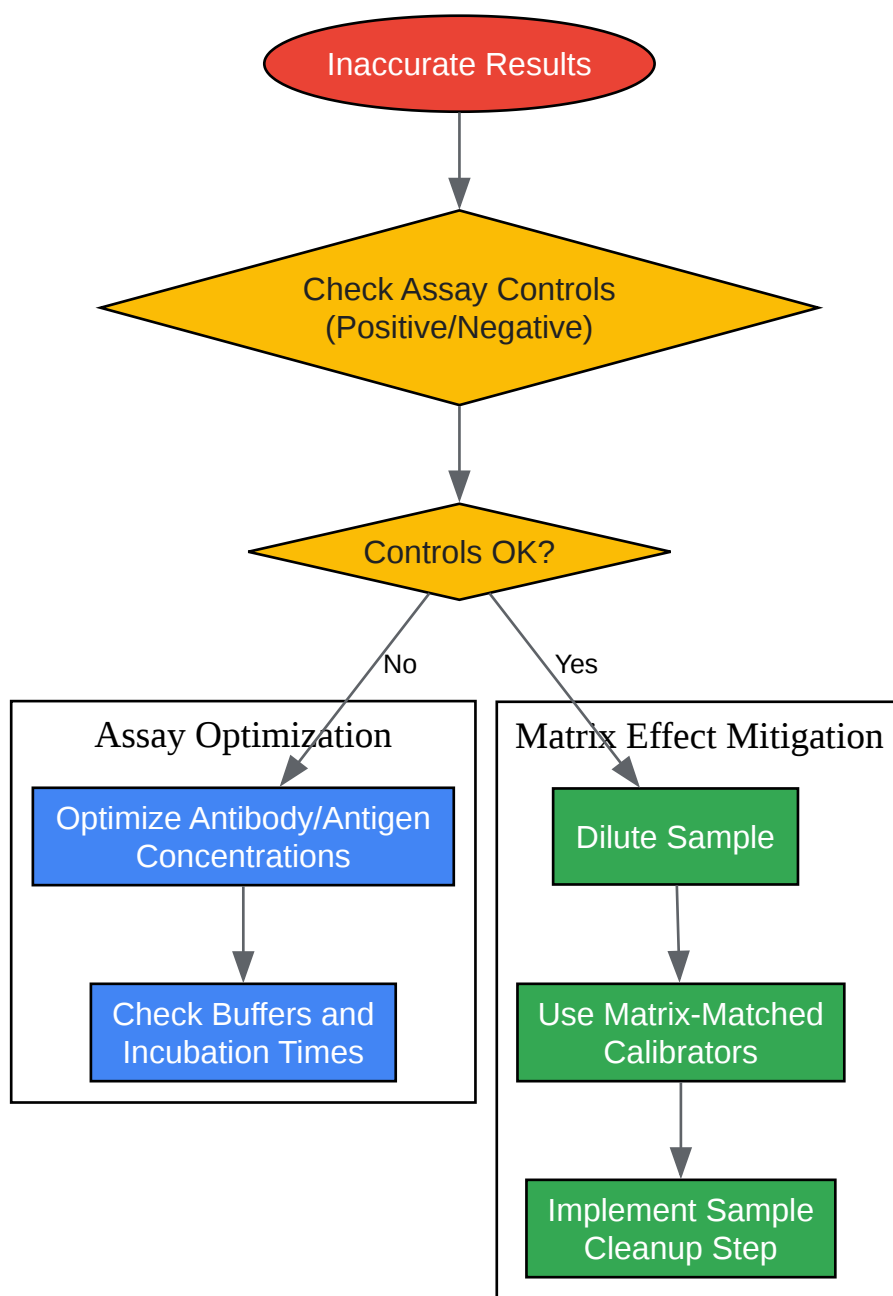 Inaccurate Results
Check Assay Controls
(Positive/Negative)
Controls OK?
No
Yes
Assay Optimization
Optimize Antibody/Antigen
Concentrations
Check Buffers and
Incubation Times
Matrix Effect Mitigation
Dilute Sample
Use Matrix-Matched
Calibrators
Implement Sample
Cleanup Step